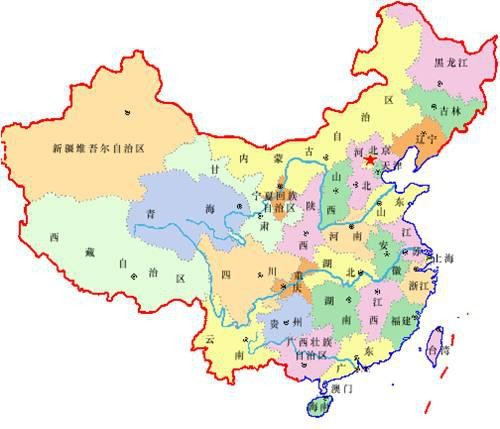 黑龙江
吉林
辽宁
内蒙古自治区
新疆维吾尔自治区
甘肃
北京
天津
河北
山西
山东
宁夏回族
自治区
陕西
青海
河南
江苏
安徽
上海
西藏自治区
四川
重庆
湖北
浙江
湖南
江西
贵州
福建
云南
广西壮族
自治区
广东
台湾
澳门
海南